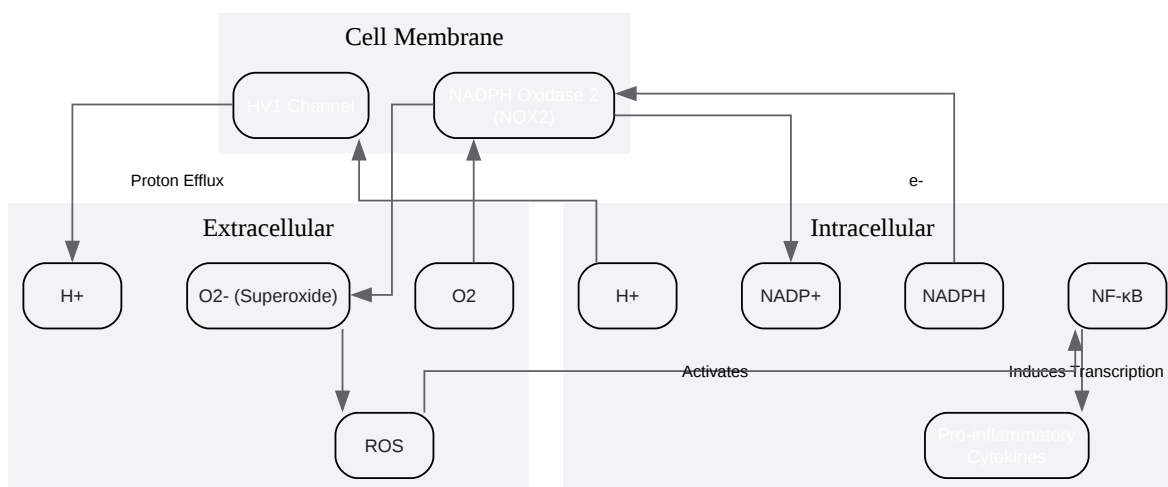 Cell Membrane
HV1 Channel
NADPH Oxidase 2
(NOX2)
Proton Efflux
e-
Extracellular
Intracellular
H+
O2- (Superoxide)
O2
H+
NADP+
NADPH
NF-κB
Activates
Induces Transcription
ROS
Pro-inflammatory
Cytokines